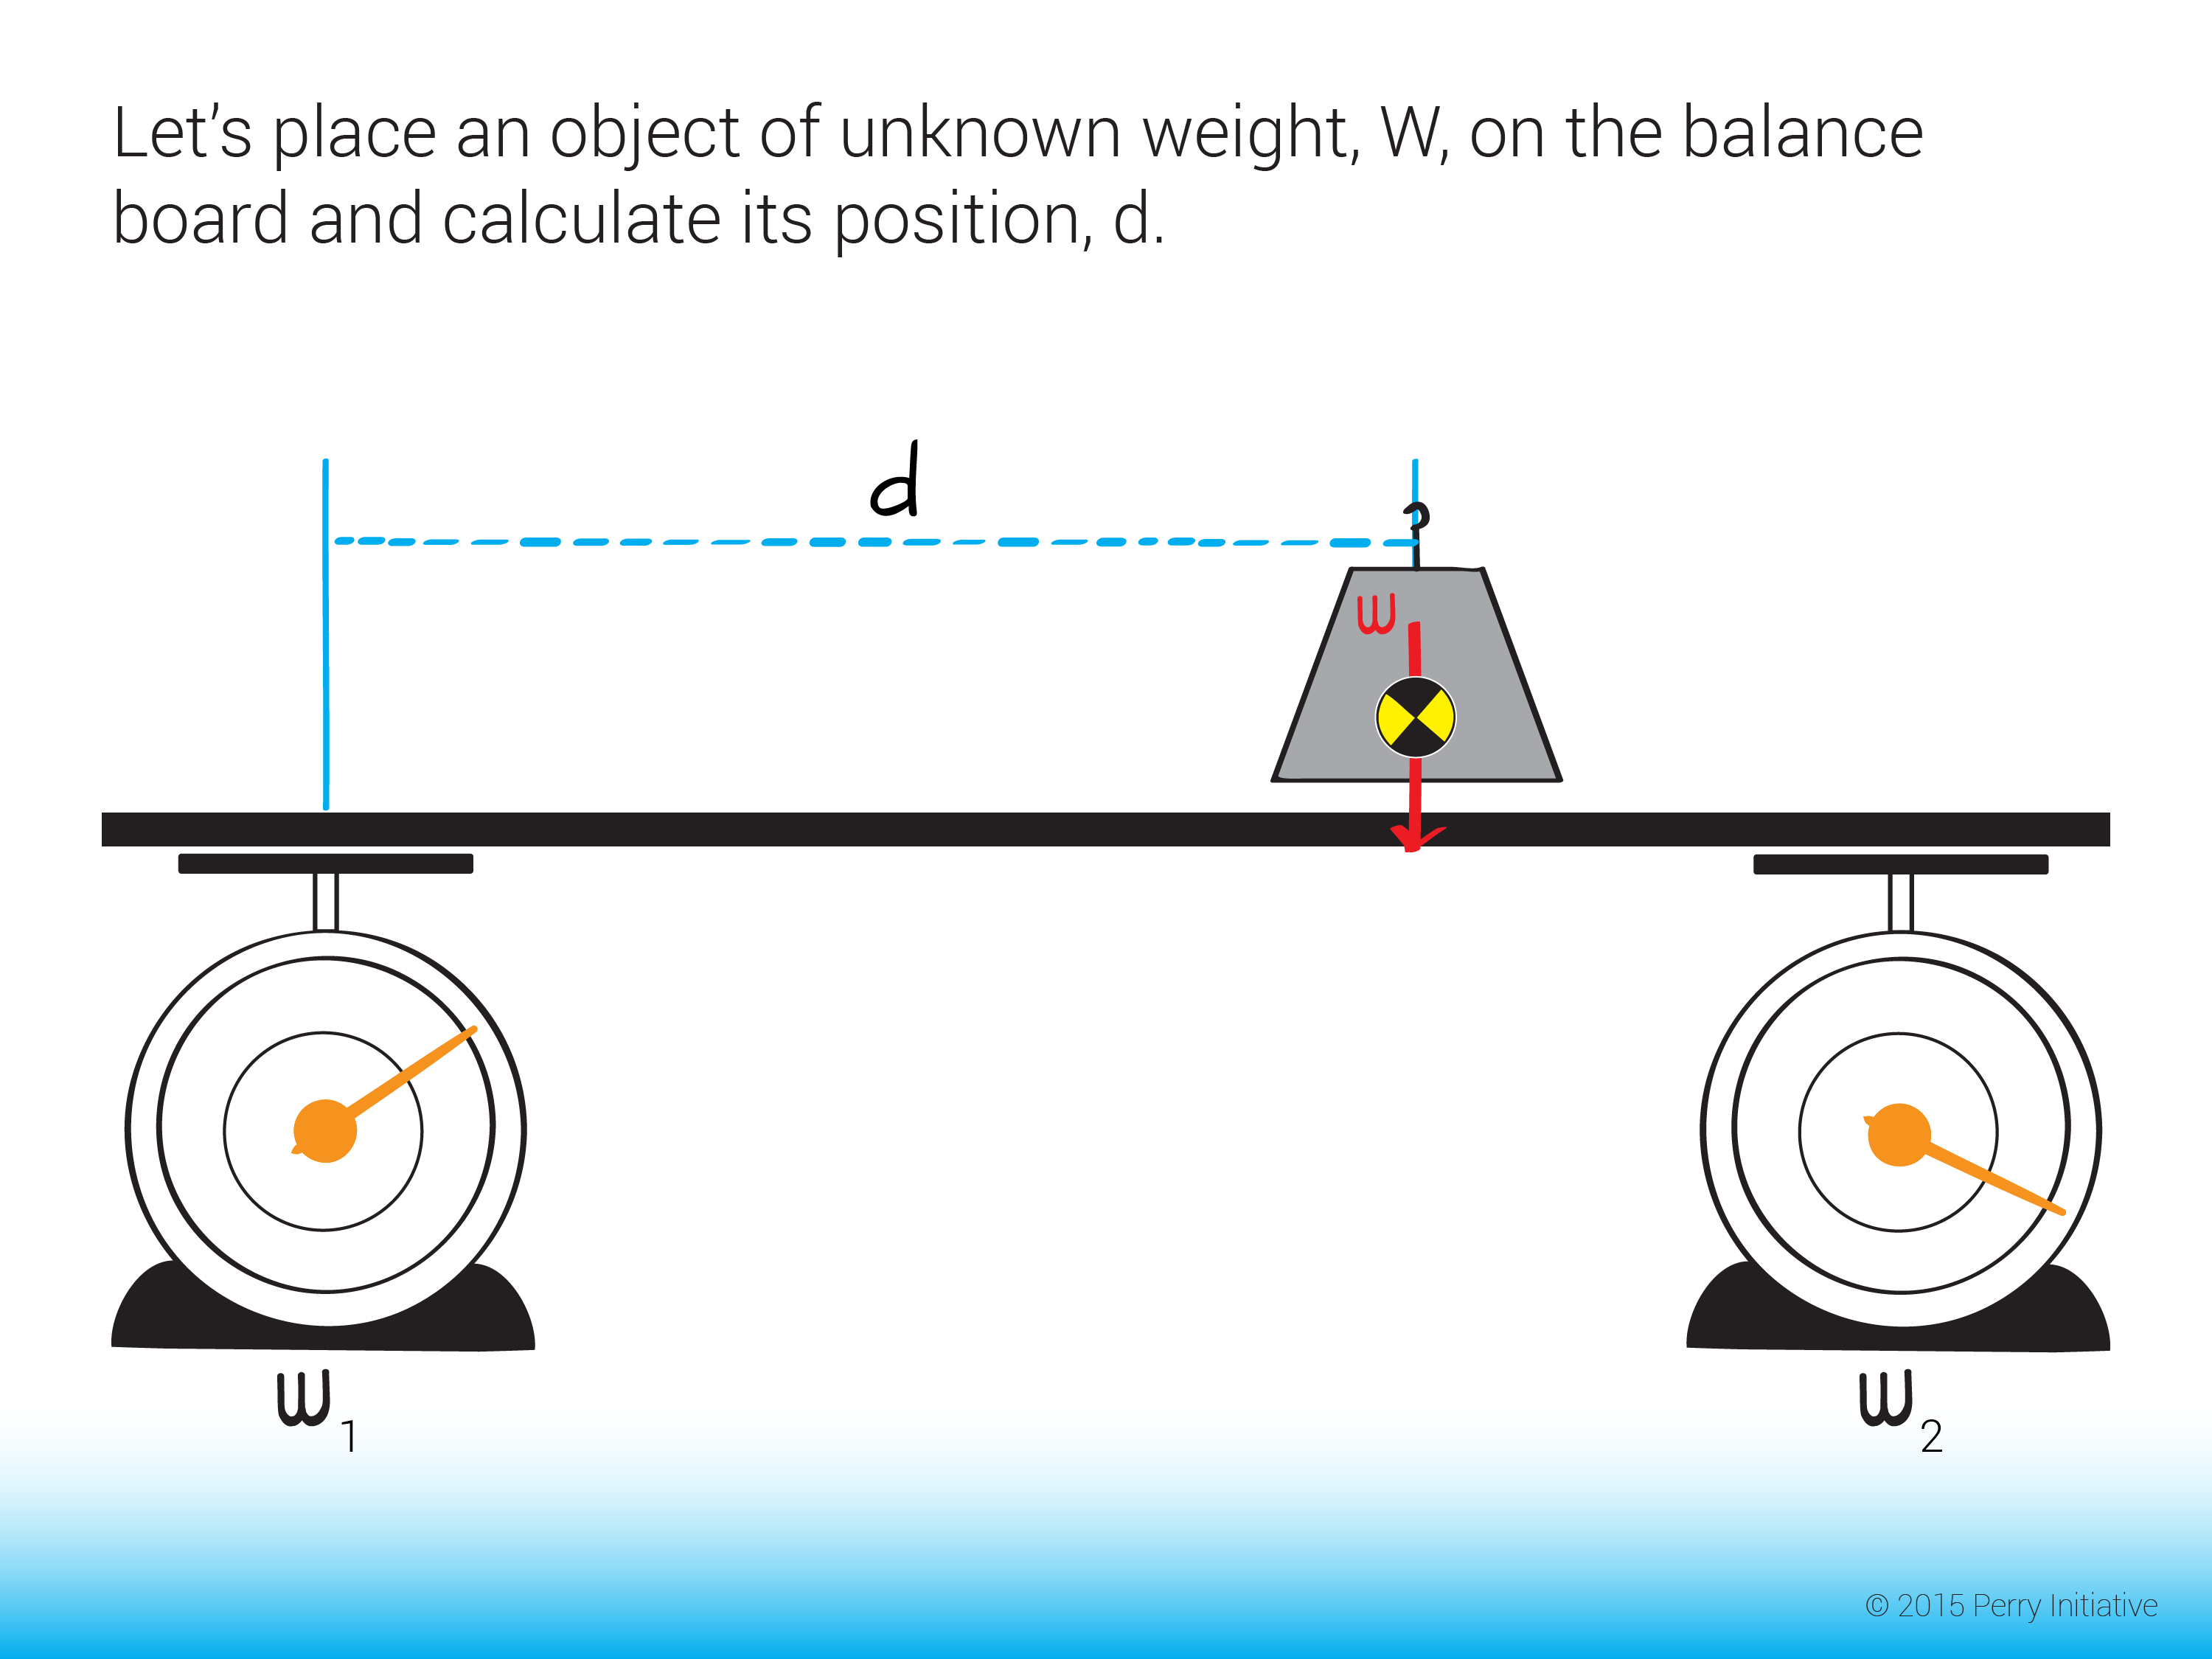 Let's place an object of unknown weight, W, on the balance
board and calculate its position, d.
d
W
W1
W2
© 2015 Perry Initiative